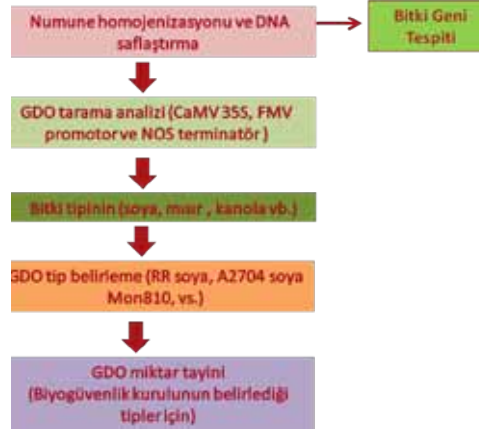 Numune homojenizasyonu ve DNA
saflaştırma
Bitki Geni
Tespiti
GDO tarama analizi (CaMV 35S, FMV
promotor ve NOS terminatör )
Bitki tipinin (soya, mısır , kanola vb.)
GDO tip belirleme (RR soya, A2704 soya
Mon810, vs.)
GDO miktar tayini
(Biyogüvenlik kurulunun belirlediği
tipler için)